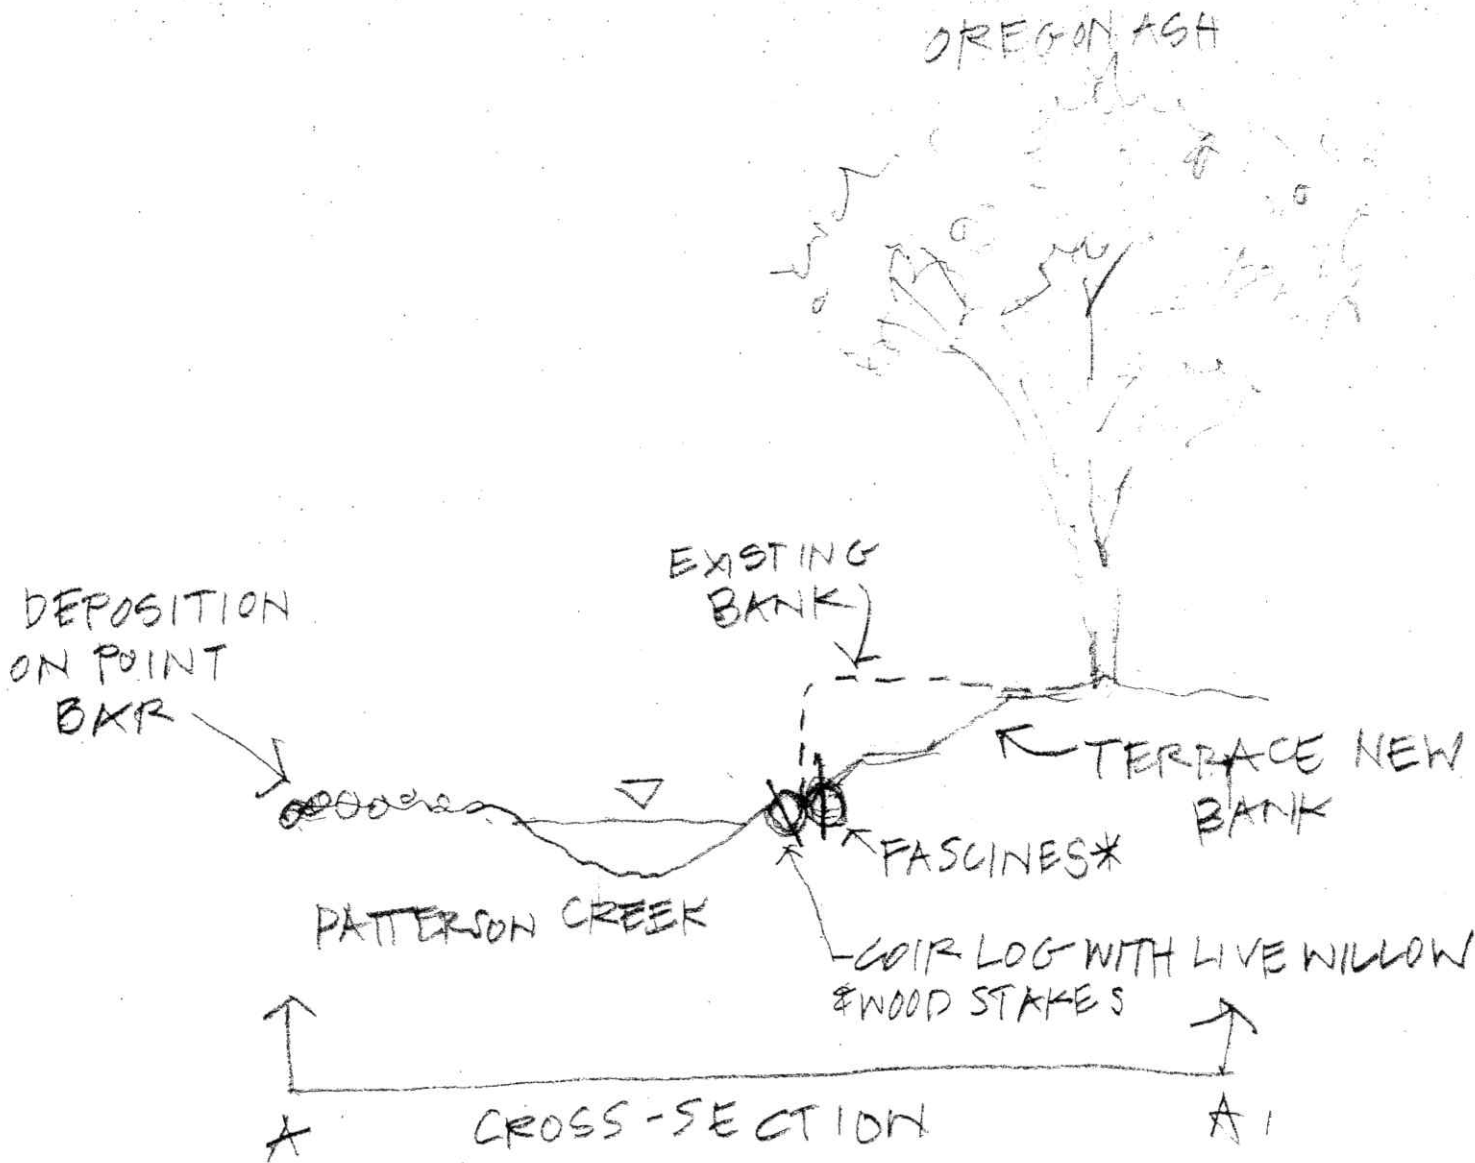 OREGON ASH
EXISTING
BANK
DEPOSITION
ON POINT
BAR
TERRACE NEW
BANK
FASCINES*
PATTERSON CREEK
COIR LOG WITH LIVE WILLOW
& WOOD STAKES
A
CROSS-SECTION
A'